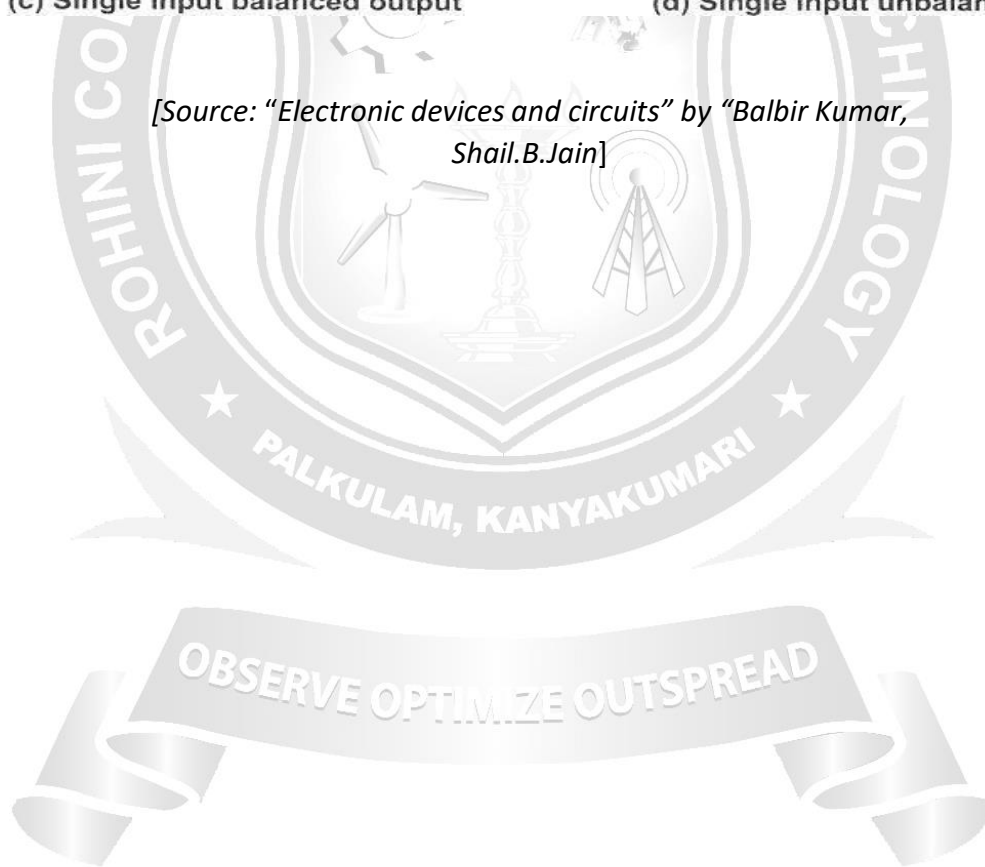 (c) Single input balanced output
(d) Single input unbalan
[Source: "Electronic devices and circuits" by "Balbir Kumar,
Shail.B.Jain]
ROHINI COL
CHNOLOGY
PALKULAM, KANYAKUMARI
OBSERVE OPTIMIZE OUTSPREAD